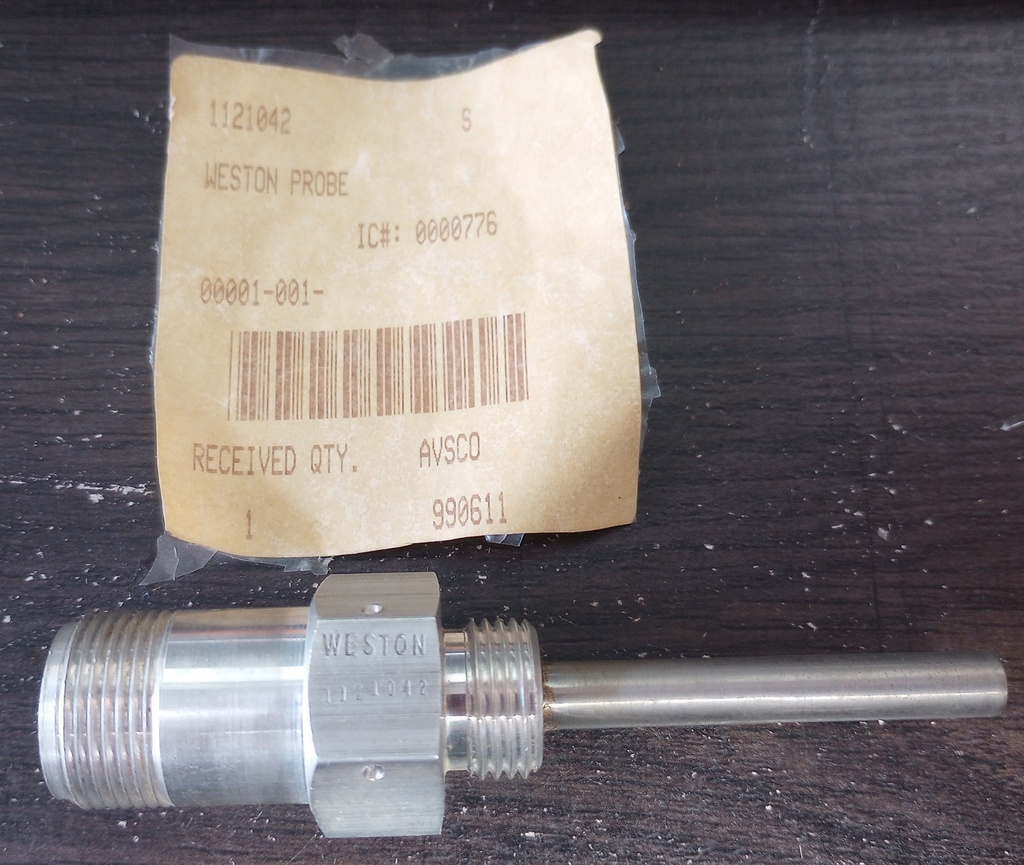 1121042 S
WESTON PROBE
IC#: 0000776
00001-001-
RECEIVED QTY. AVSCO
1 990611
WESTON
1121042